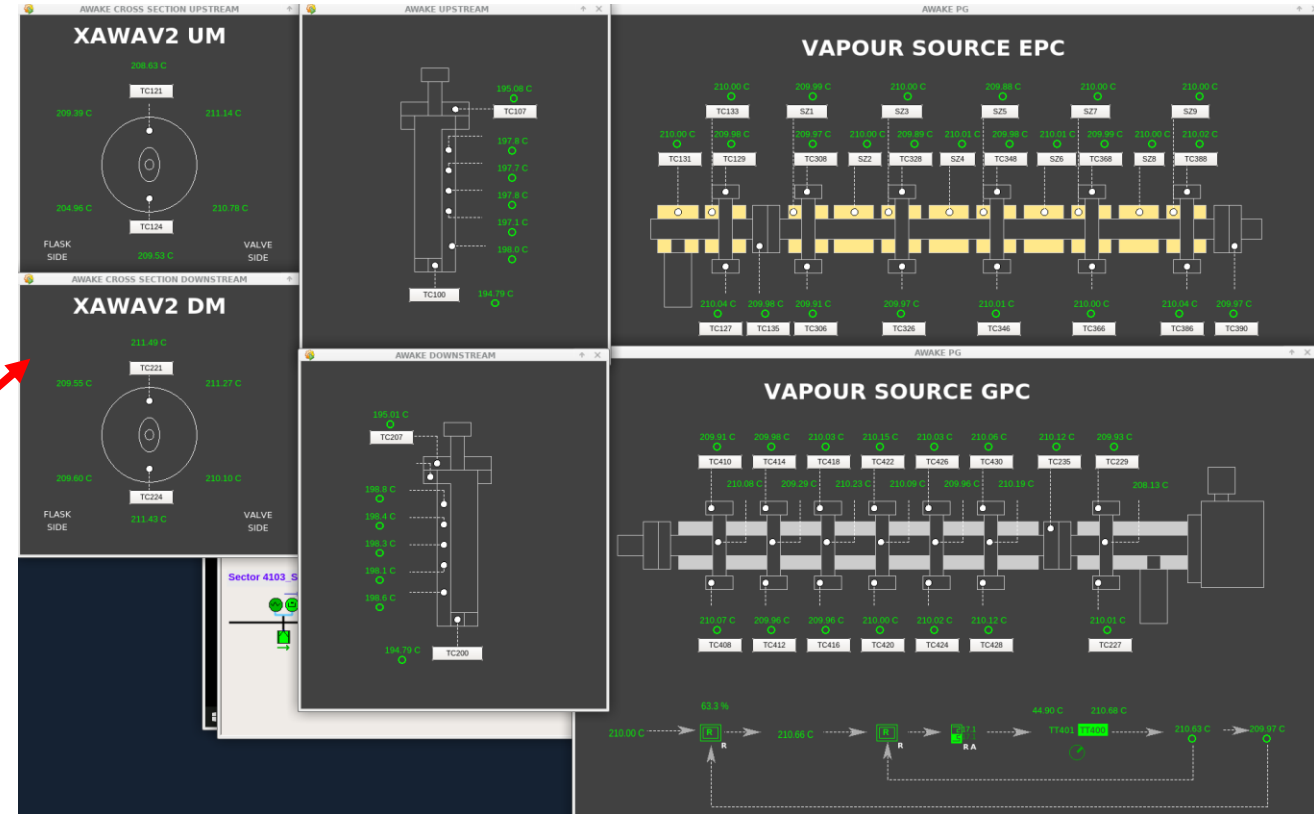 AWAKE CROSS SECTION UPSTREAM
XAWAV2 UM
208.63 C
TC121
209.39 C
211.14 C
204.96 C
210.78 C
TC124
FLASK
SIDE
209.53 C
VALVE
SIDE
AWAKE CROSS SECTION DOWNSTREAM
XAWAV2 DM
211.49 C
TC221
209.55 C
211.27 C
209.60 C
210.10 C
TC224
FLASK
SIDE
211.43 C
VALVE
SIDE
Sector 4103_S
AWAKE UPSTREAM
195.08 C
TC107
197.8 C
197.7 C
197.8 C
197.1 C
198.0 C
TC100
194.79 C
AWAKE DOWNSTREAM
195.01 C
TC207
198.8 C
198.4 C
198.3 C
198.1 C
198.6 C
194.79 C
TC200
AWAKE PG
VAPOUR SOURCE EPC
210.00 C 209.99 C 210.00 C 209.88 C 210.00 C 210.00 C
TC133 SZ1 SZ3 SZ5 SZ7 SZ9
210.00 C 209.98 C 209.97 C 210.00 C 209.89 C 210.01 C 209.98 C 210.01 C 209.99 C 210.00 C 210.02 C
TC131 TC129 TC308 SZ2 TC328 SZ4 TC348 SZ6 TC368 SZ8 TC388
210.04 C 209.98 C 209.91 C 209.97 C 210.01 C 210.00 C 210.04 C 209.97 C
TC127 TC135 TC306 TC326 TC346 TC366 TC386 TC390
AWAKE PG
VAPOUR SOURCE GPC
209.91 C 209.98 C 210.03 C 210.15 C 210.03 C 210.06 C 210.12 C 209.93 C
TC410 TC414 TC418 TC422 TC426 TC430 TC235 TC229
210.08 C 209.29 C 210.23 C 210.09 C 209.96 C 210.19 C 208.13 C
210.07 C 209.96 C 209.96 C 210.00 C 210.02 C 210.12 C 210.01 C
TC408 TC412 TC416 TC420 TC424 TC428 TC227
63.3 % 44.90 C 210.68 C
210.00 C R 210.66 C R TT401 TT400 210.63 C 209.97 C
R R R A